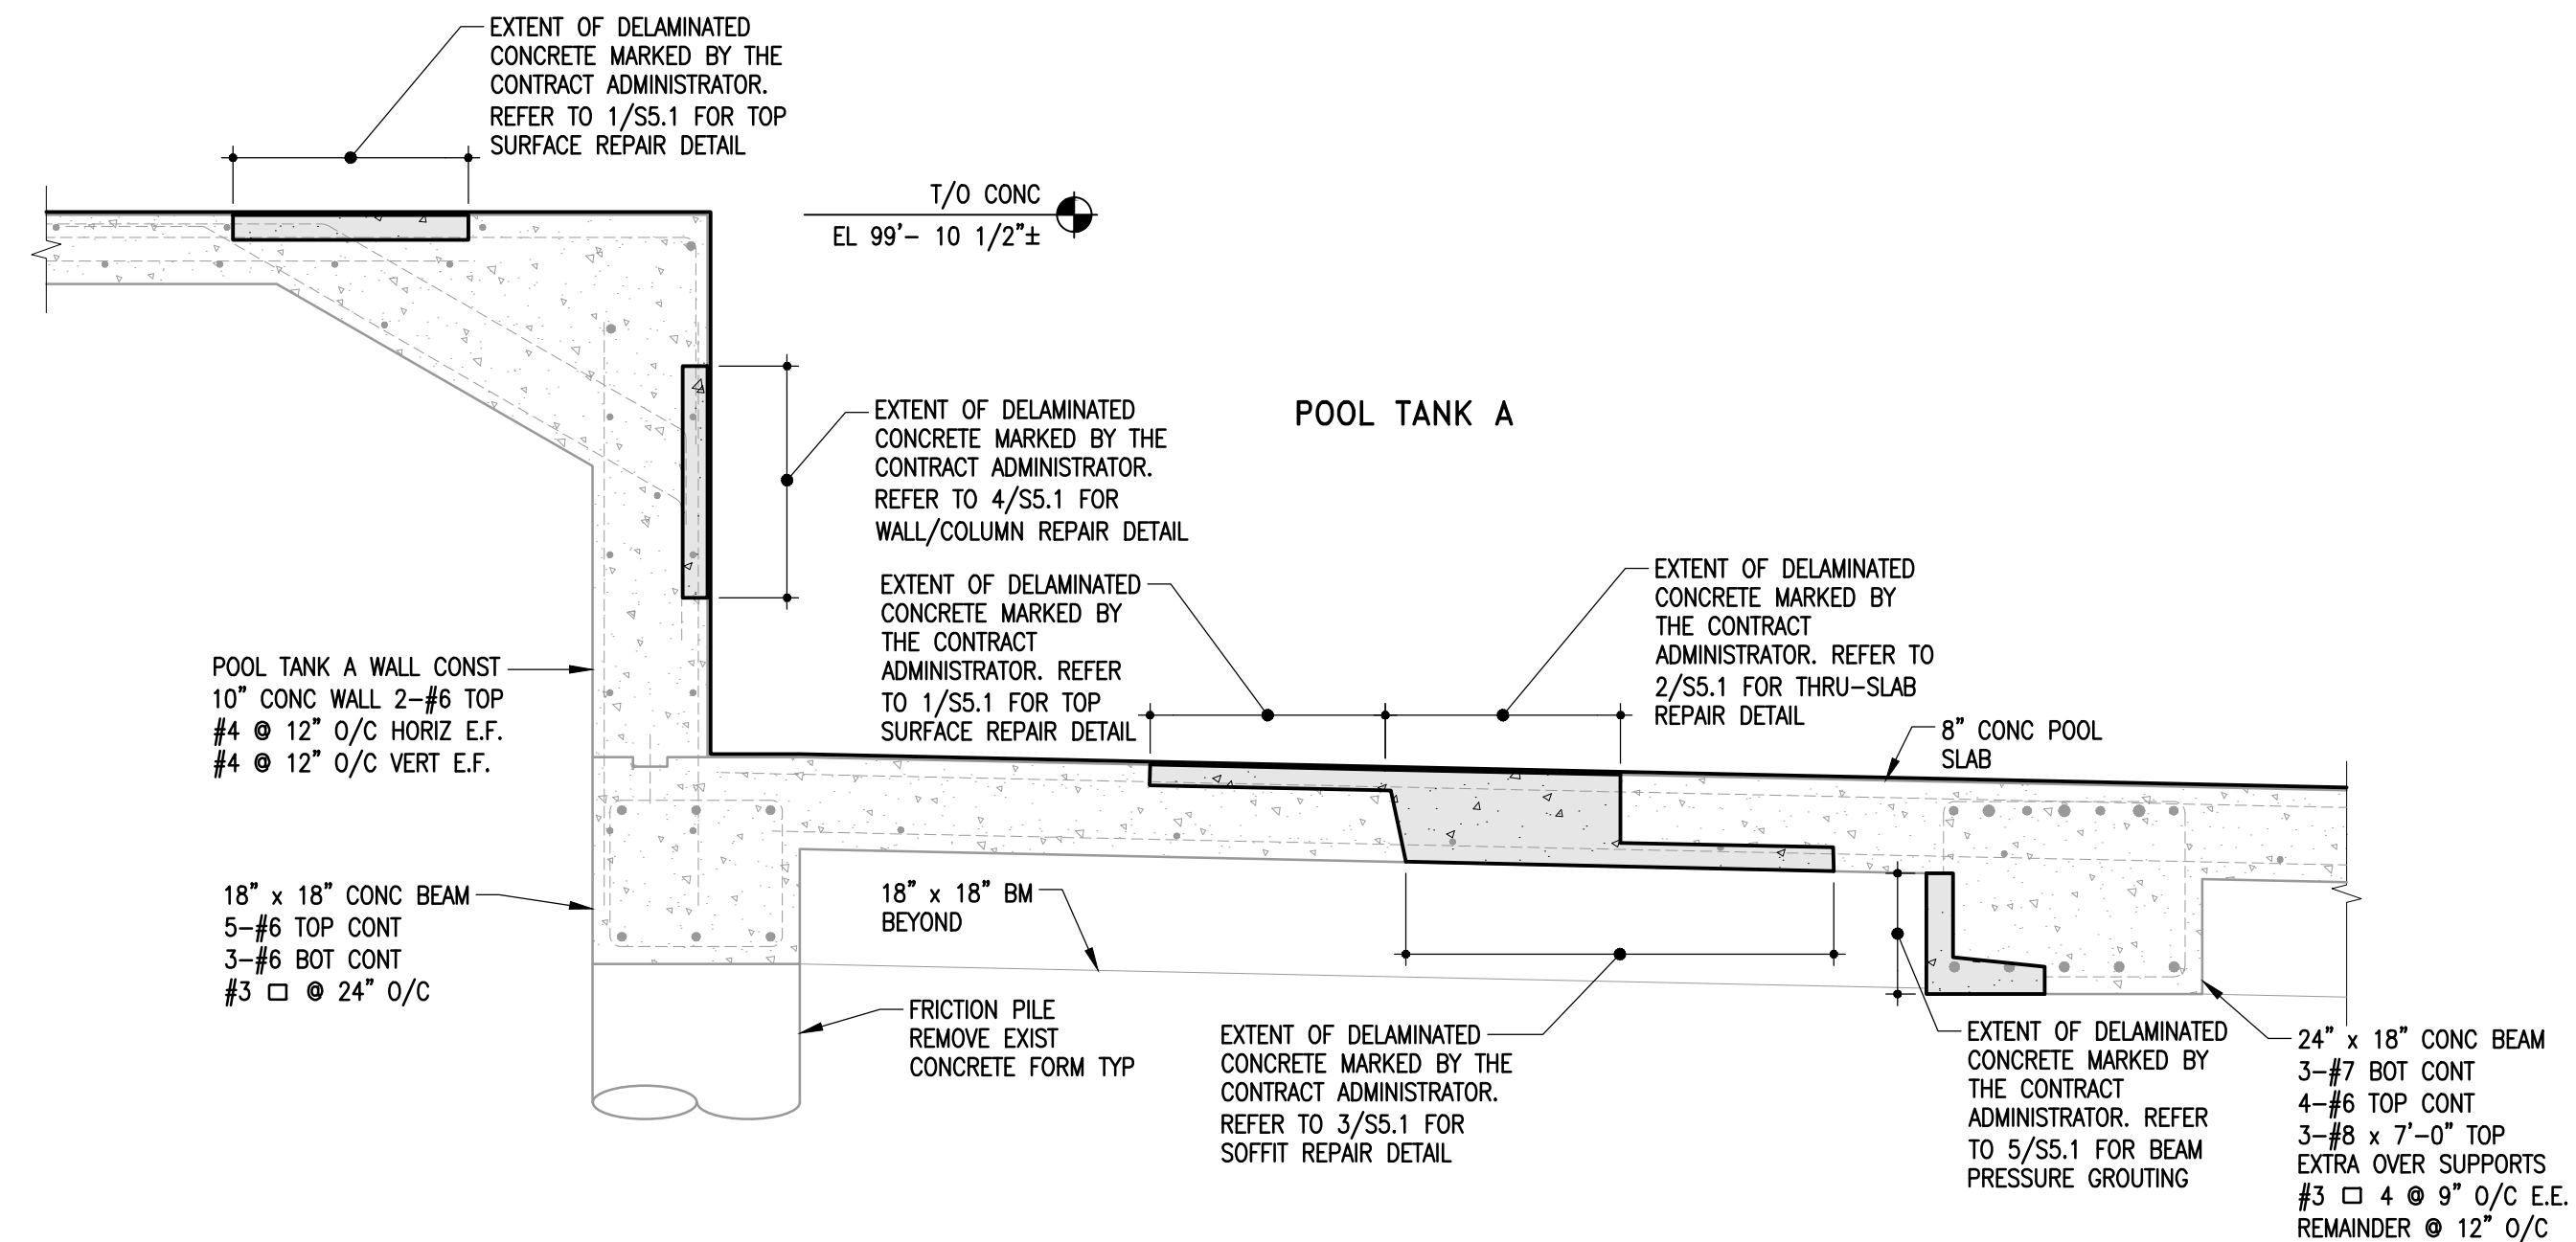 EXTENT OF DELAMINATED
CONCRETE MARKED BY THE
CONTRACT ADMINISTRATOR.
REFER TO 1/S5.1 FOR TOP
SURFACE REPAIR DETAIL
T/O CONC
EL 99'- 10 1/2"±
POOL TANK A
EXTENT OF DELAMINATED
CONCRETE MARKED BY THE
CONTRACT ADMINISTRATOR.
REFER TO 4/S5.1 FOR
WALL/COLUMN REPAIR DETAIL
EXTENT OF DELAMINATED
CONCRETE MARKED BY
THE CONTRACT
ADMINISTRATOR. REFER
TO 1/S5.1 FOR TOP
SURFACE REPAIR DETAIL
EXTENT OF DELAMINATED
CONCRETE MARKED BY
THE CONTRACT
ADMINISTRATOR. REFER TO
2/S5.1 FOR THRU-SLAB
REPAIR DETAIL
8" CONC POOL
SLAB
POOL TANK A WALL CONST
10" CONC WALL 2-#6 TOP
#4 @ 12" O/C HORIZ E.F.
#4 @ 12" O/C VERT E.F.
18" x 18" CONC BEAM
5-#6 TOP CONT
3-#6 BOT CONT
#3 □ @ 24" O/C
18" x 18" BM
BEYOND
FRICTION PILE
REMOVE EXIST
CONCRETE FORM TYP
EXTENT OF DELAMINATED
CONCRETE MARKED BY THE
CONTRACT ADMINISTRATOR.
REFER TO 3/S5.1 FOR
SOFFIT REPAIR DETAIL
EXTENT OF DELAMINATED
CONCRETE MARKED BY
THE CONTRACT
ADMINISTRATOR. REFER
TO 5/S5.1 FOR BEAM
PRESSURE GROUTING
24" x 18" CONC BEAM
3-#7 BOT CONT
4-#6 TOP CONT
3-#8 x 7'-0" TOP
EXTRA OVER SUPPORTS
#3 □ 4 @ 9" O/C E.E.
REMAINDER @ 12" O/C